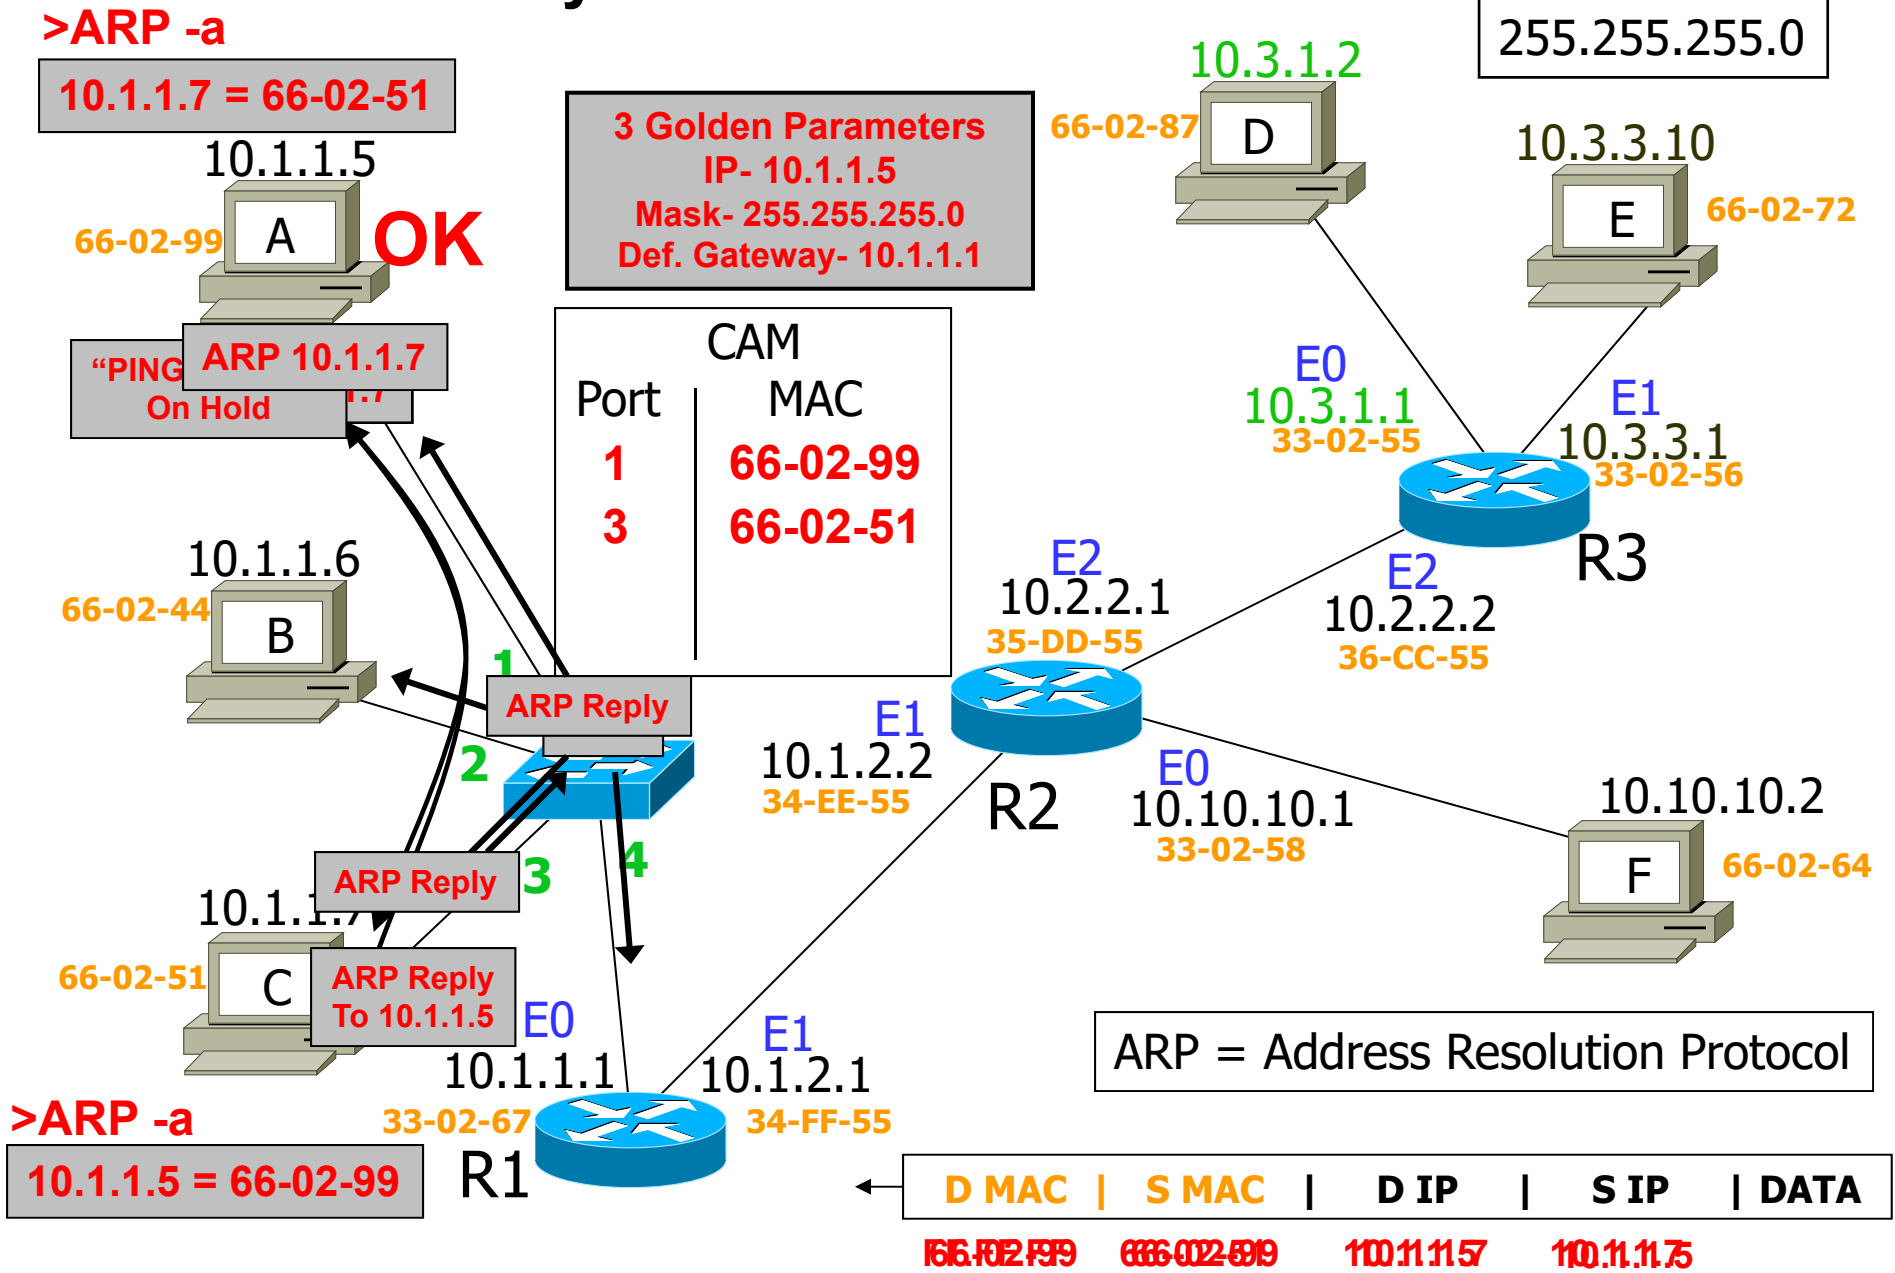 >ARP -a
10.1.1.7 = 66-02-51
10.1.1.5
66-02-99
A
OK
ARP 10.1.1.7
“PING
On Hold
3 Golden Parameters
IP- 10.1.1.5
Mask- 255.255.255.0
Def. Gateway- 10.1.1.1
CAM
Port MAC
1 66-02-99
3 66-02-51
255.255.255.0
10.3.1.2
66-02-87
D
10.3.3.10
66-02-72
E
E0
10.3.1.1
33-02-55
E1
10.3.3.1
33-02-56
R3
E2
10.2.2.2
36-CC-55
E2
10.2.2.1
35-DD-55
E1
10.1.2.2
34-EE-55
R2
E0
10.10.10.1
33-02-58
10.10.10.2
66-02-64
F
10.1.1.6
66-02-44
B
1
ARP Reply
2
3
4
ARP Reply
66-02-51
C
ARP Reply
To 10.1.1.5
E0
10.1.1.1
33-02-67
R1
E1
10.1.2.1
34-FF-55
>ARP -a
10.1.1.5 = 66-02-99
ARP = Address Resolution Protocol
D MAC | S MAC | D IP | S IP | DATA